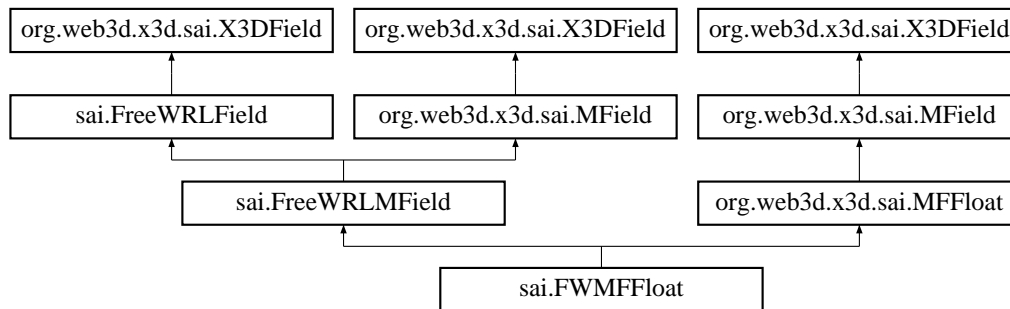 org.web3d.x3d.sai.X3DField
org.web3d.x3d.sai.X3DField
org.web3d.x3d.sai.X3DField
sai.FreeWRLField
org.web3d.x3d.sai.MField
org.web3d.x3d.sai.MField
sai.FreeWRLMField
org.web3d.x3d.sai.MFFloat
sai.FWMFFloat